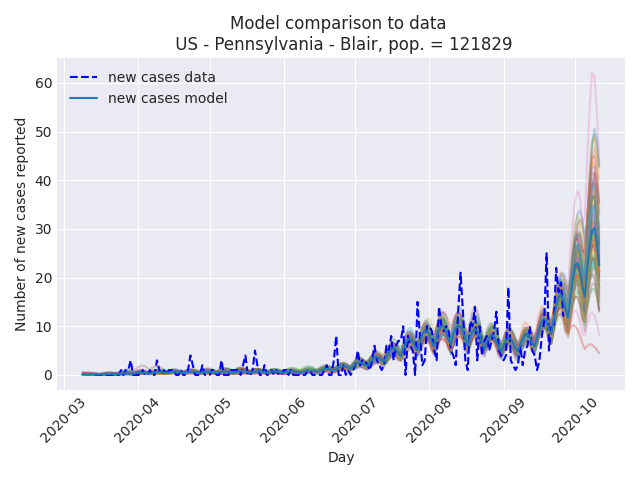 Model comparison to data
US - Pennsylvania - Blair, pop. = 121829
new cases data
new cases model
Number of new cases reported
60
50
40
30
20
10
0
2020-03
2020-04
2020-05
2020-06
2020-07
2020-08
2020-09
2020-10
Day